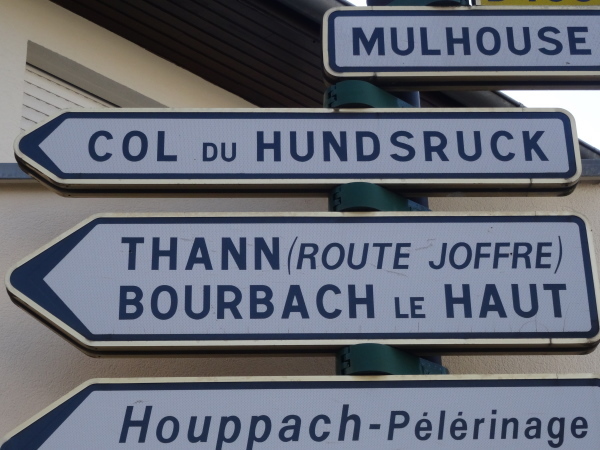 MULHOUSE
COL DU HUNDSRUCK
THANN (ROUTE JOFFRE)
BOURBACH LE HAUT
Houppach-Pélérinage